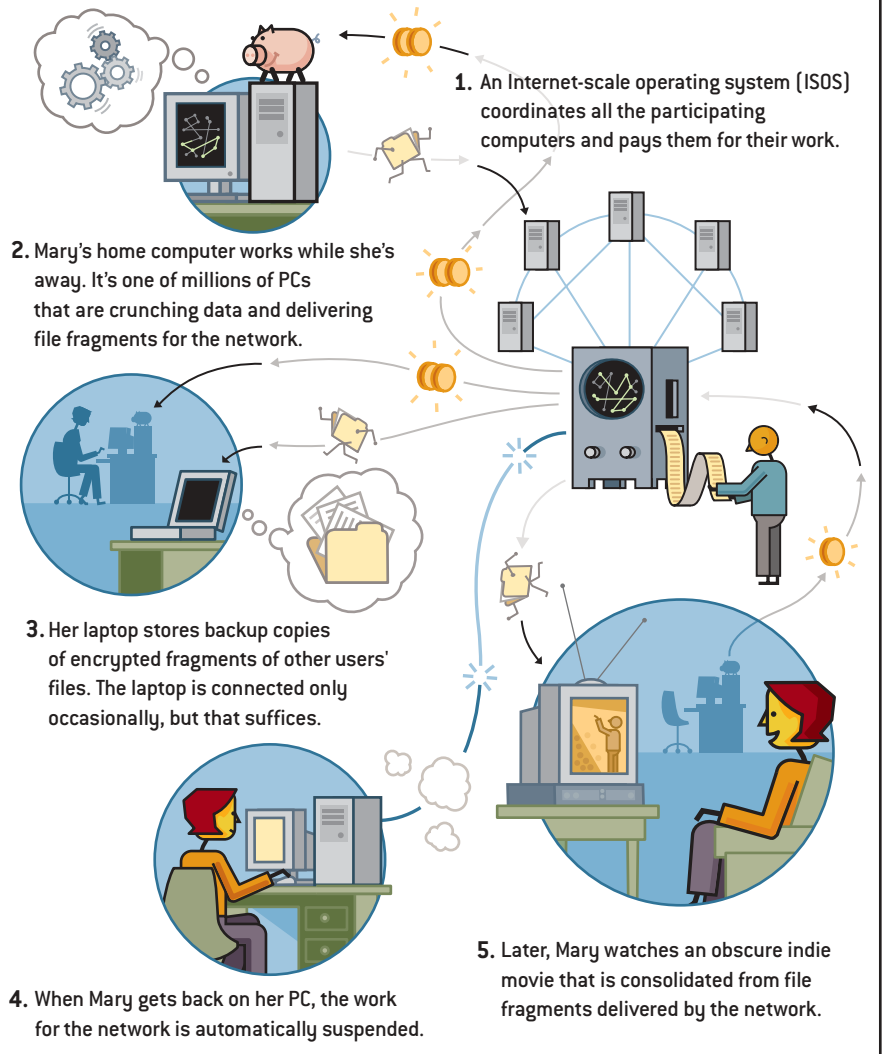 1. An Internet-scale operating system (ISOS)
coordinates all the participating
computers and pays them for their work.
2. Mary's home computer works while she's
away. It's one of millions of PCs
that are crunching data and delivering
file fragments for the network.
3. Her laptop stores backup copies
of encrypted fragments of other users'
files. The laptop is connected only
occasionally, but that suffices.
4. When Mary gets back on her PC, the work
for the network is automatically suspended.
5. Later, Mary watches an obscure indie
movie that is consolidated from file
fragments delivered by the network.